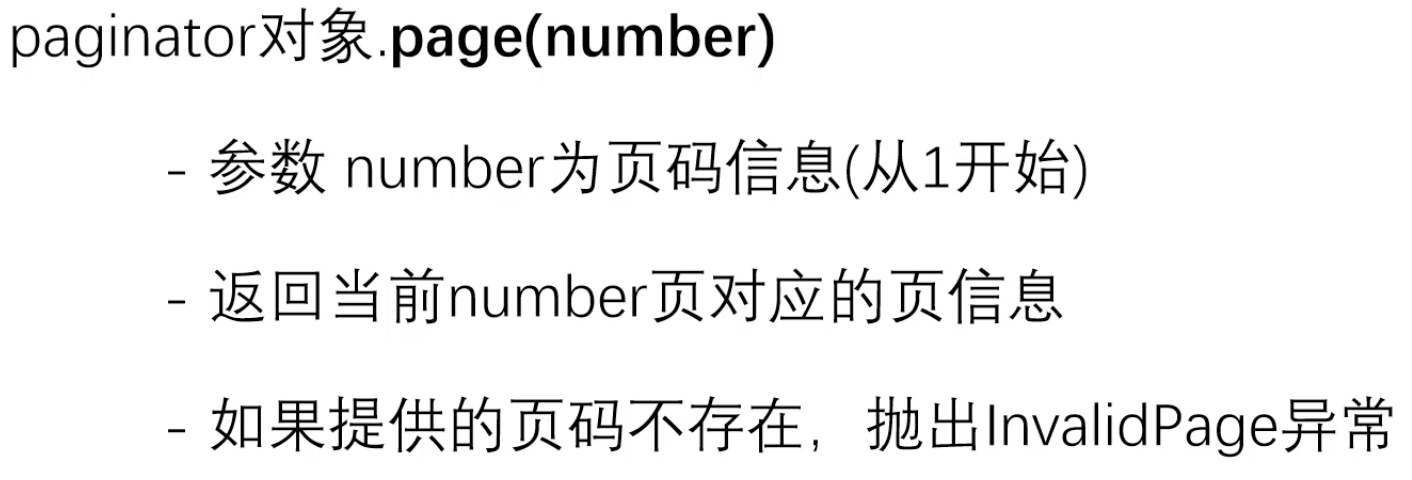 paginator对象.page(number)
- 参数 number为页码信息(从1开始)
- 返回当前number页对应的页信息
- 如果提供的页码不存在，抛出InvalidPage异常